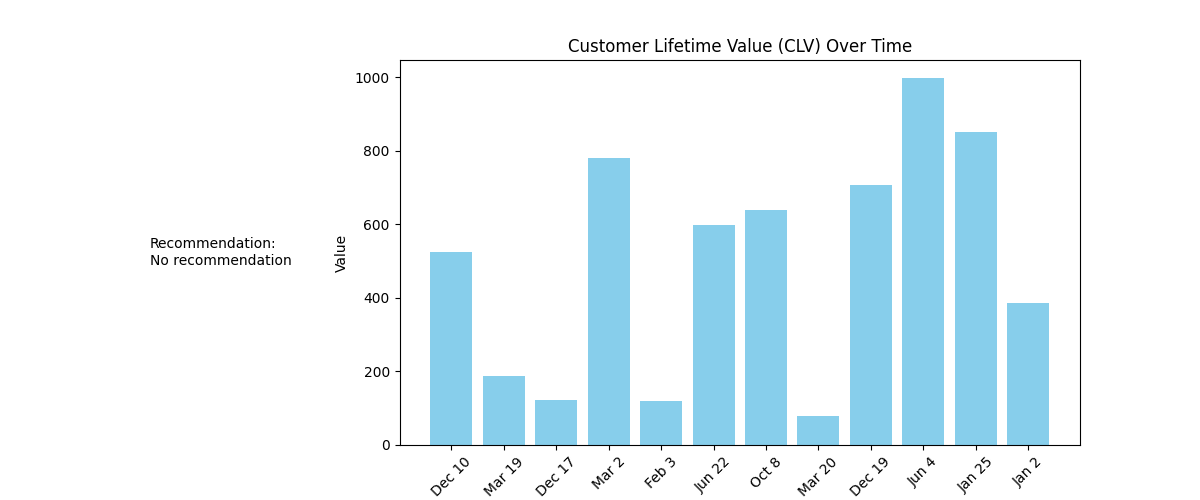 Customer Lifetime Value (CLV) Over Time
1000
800
600
400
200
0
Value
Recommendation:
No recommendation
Dec 10
Mar 19
Dec 17
Mar 2
Feb 3
Jun 22
Oct 8
Mar 20
Dec 19
Jun 4
Jan 25
Jan 2